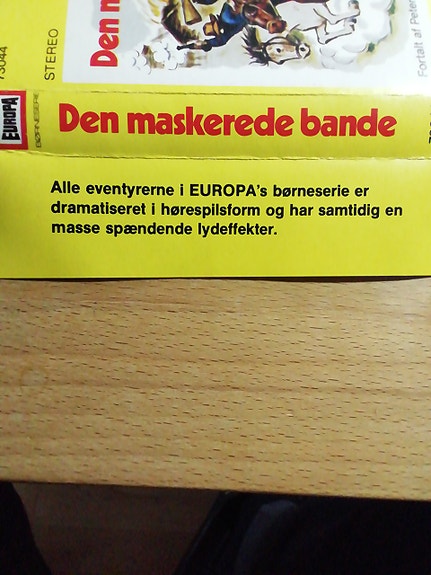 73044
STEREO
Den m
Fortalt af Peter
EUROPA
BØRNESERIE
Den maskerede bande
Alle eventyrerne i EUROPA's børneserie er
dramatiseret i hørespilsform og har samtidig en
masse spændende lydeffekter.